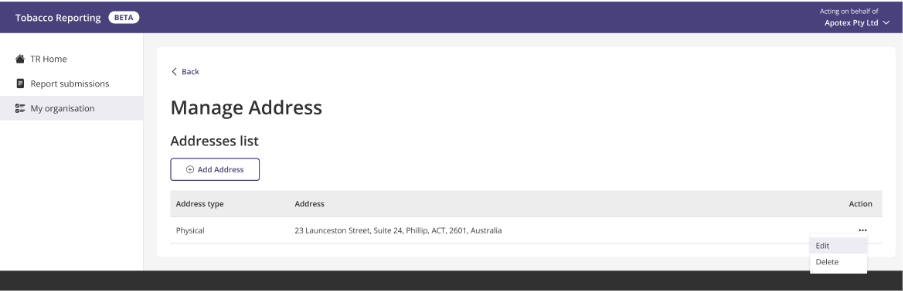 Tobacco Reporting BETA
Acting on behalf of
Apotex Pty Ltd
TR Home
Report submissions
My organisation
Back
Manage Address
Addresses list
Add Address
Address type Address Action
Physical 23 Launceston Street, Suite 24, Phillip, ACT, 2601, Australia ...
Edit
Delete